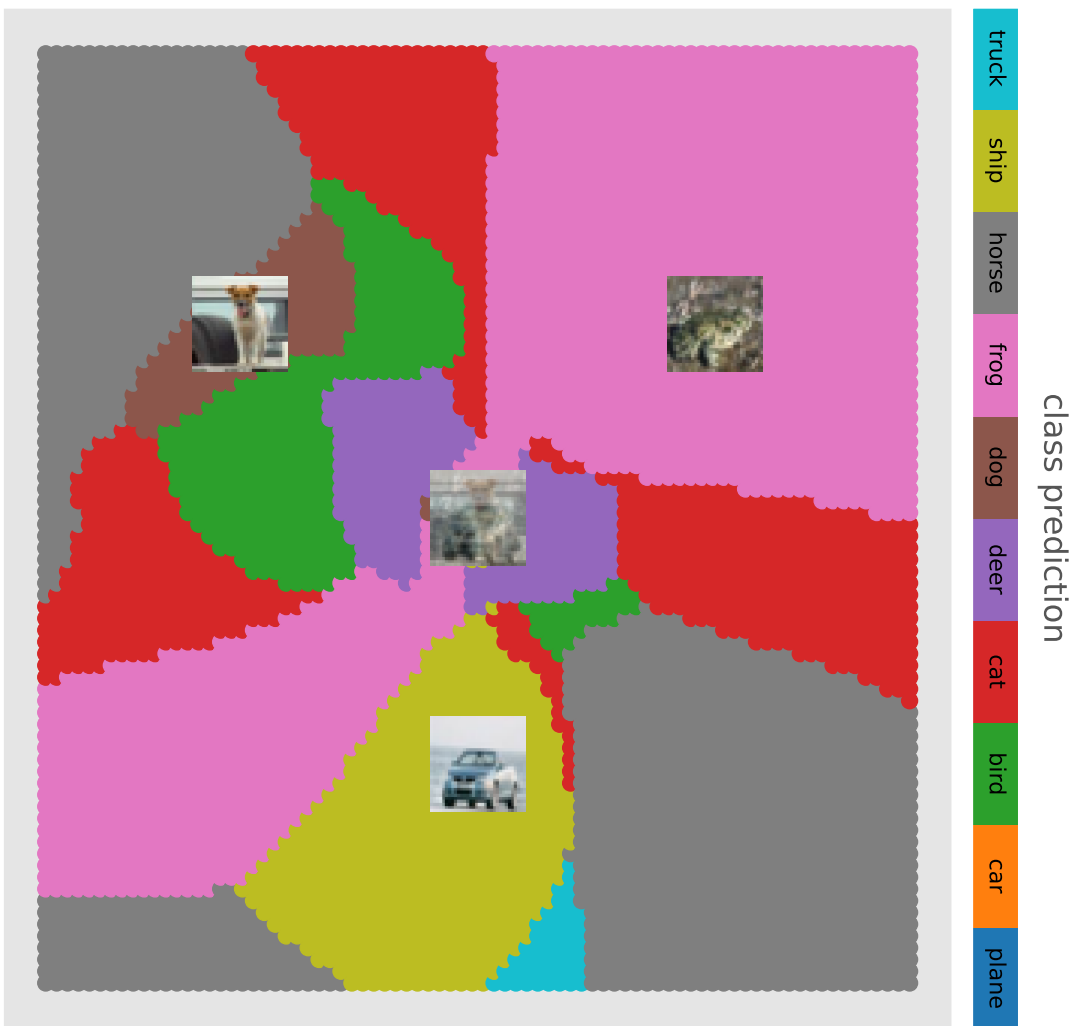 truck
ship
horse
frog
dog
deer
cat
bird
car
plane
class prediction